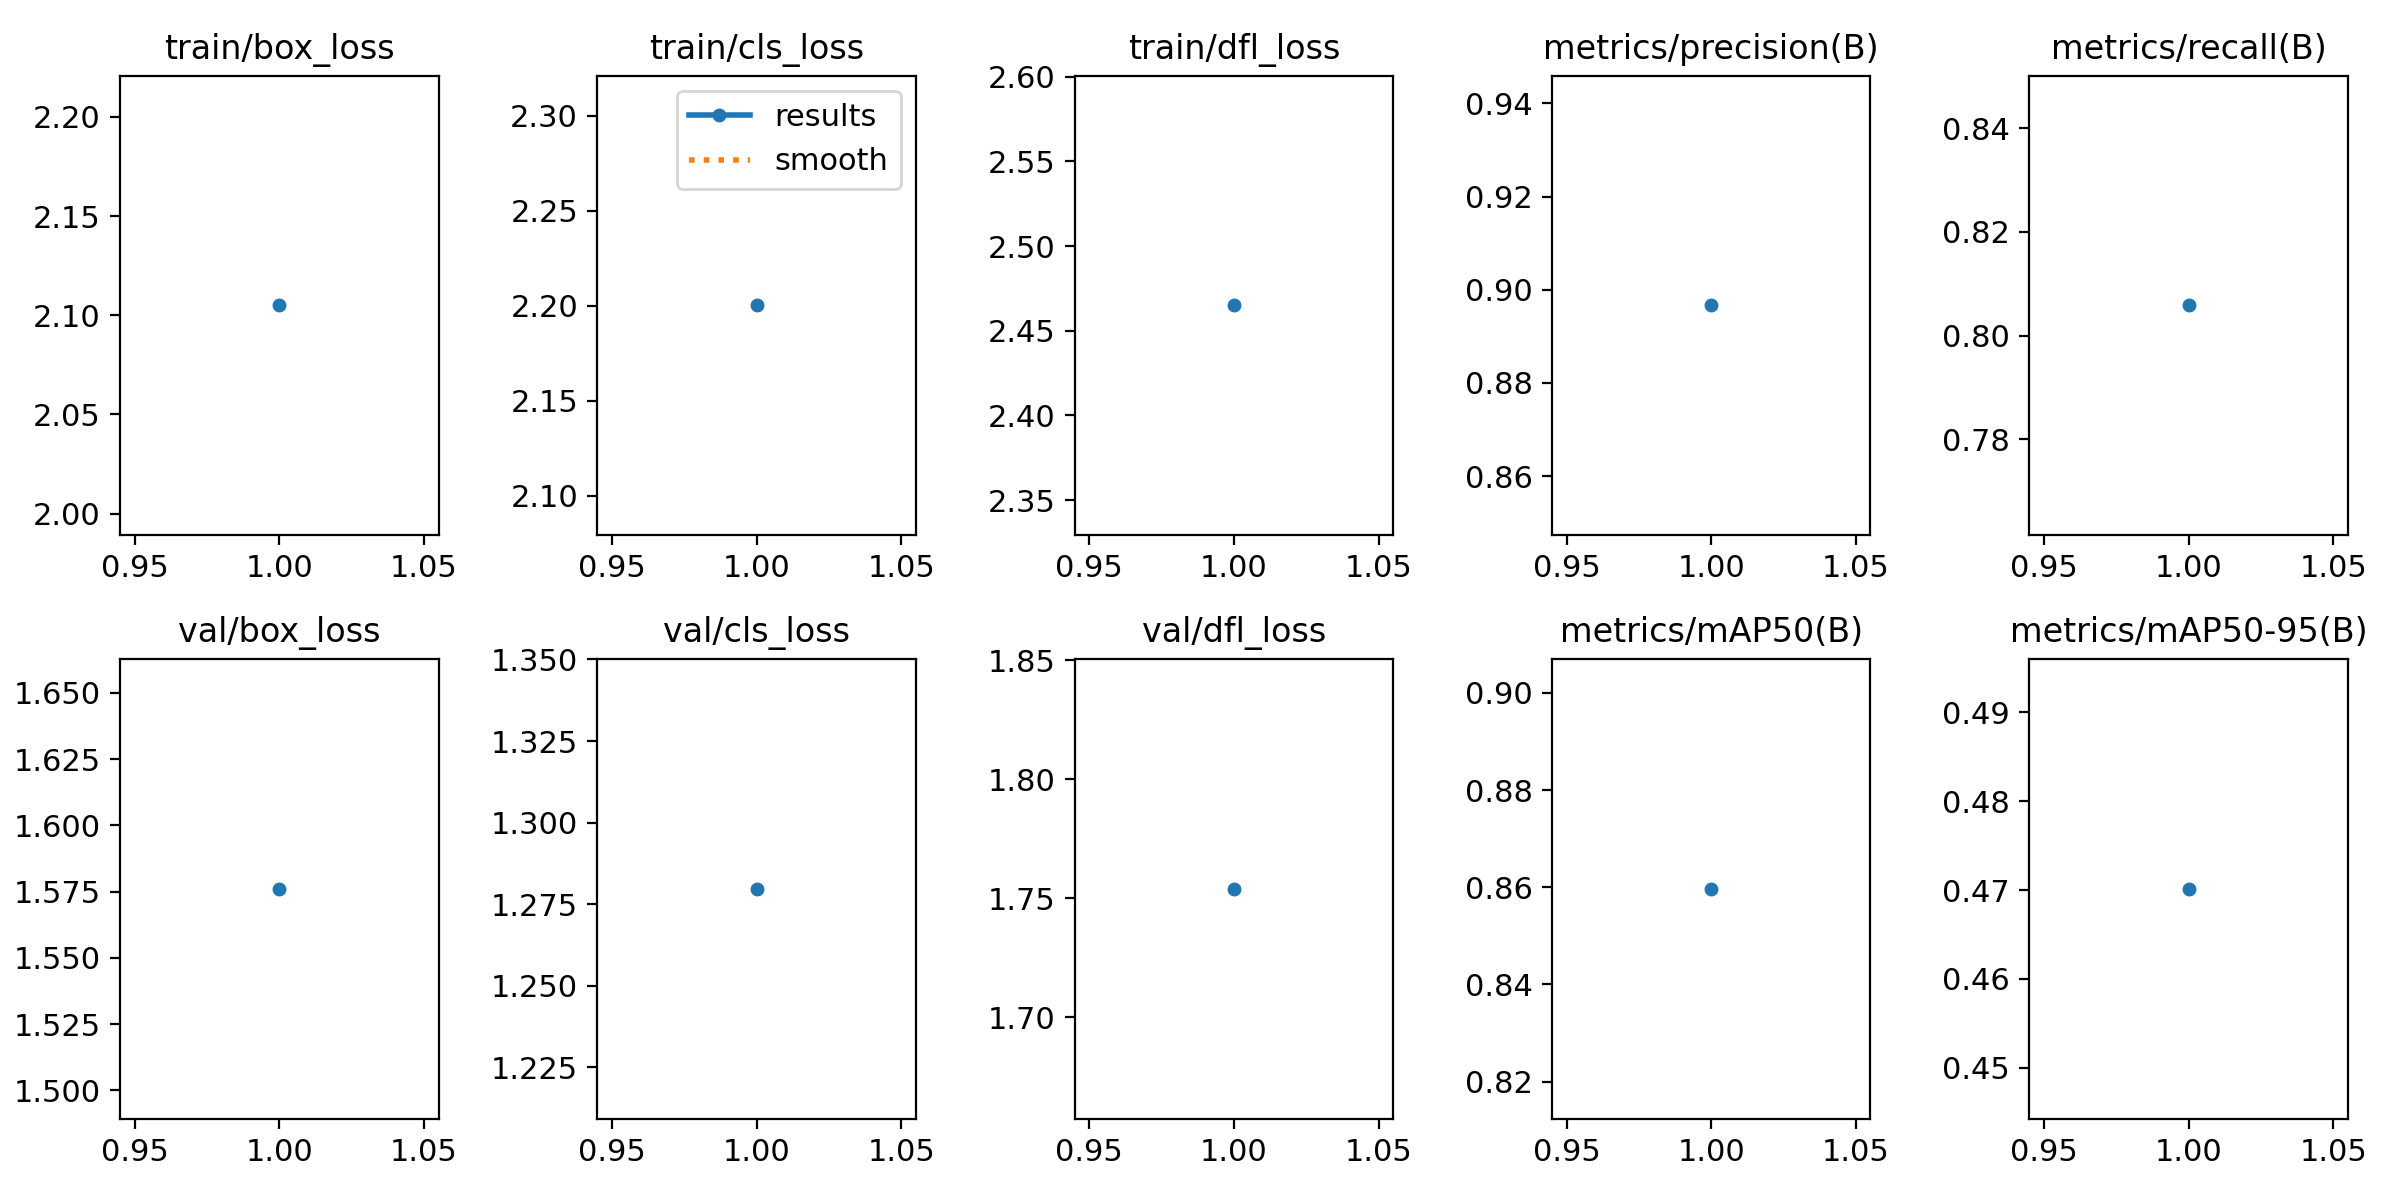 train/box_loss
2.20
2.15
2.10
2.05
2.00
0.95 1.00 1.05
train/cls_loss
results
smooth
2.30
2.25
2.20
2.15
2.10
0.95 1.00 1.05
train/dfl_loss
2.60
2.55
2.50
2.45
2.40
2.35
0.95 1.00 1.05
metrics/precision(B)
0.94
0.92
0.90
0.88
0.86
0.95 1.00 1.05
metrics/recall(B)
0.84
0.82
0.80
0.78
0.95 1.00 1.05
val/box_loss
1.650
1.625
1.600
1.575
1.550
1.525
1.500
0.95 1.00 1.05
val/cls_loss
1.350
1.325
1.300
1.275
1.250
1.225
0.95 1.00 1.05
val/dfl_loss
1.85
1.80
1.75
1.70
0.95 1.00 1.05
metrics/mAP50(B)
0.90
0.88
0.86
0.84
0.82
0.95 1.00 1.05
metrics/mAP50-95(B)
0.49
0.48
0.47
0.46
0.45
0.95 1.00 1.05